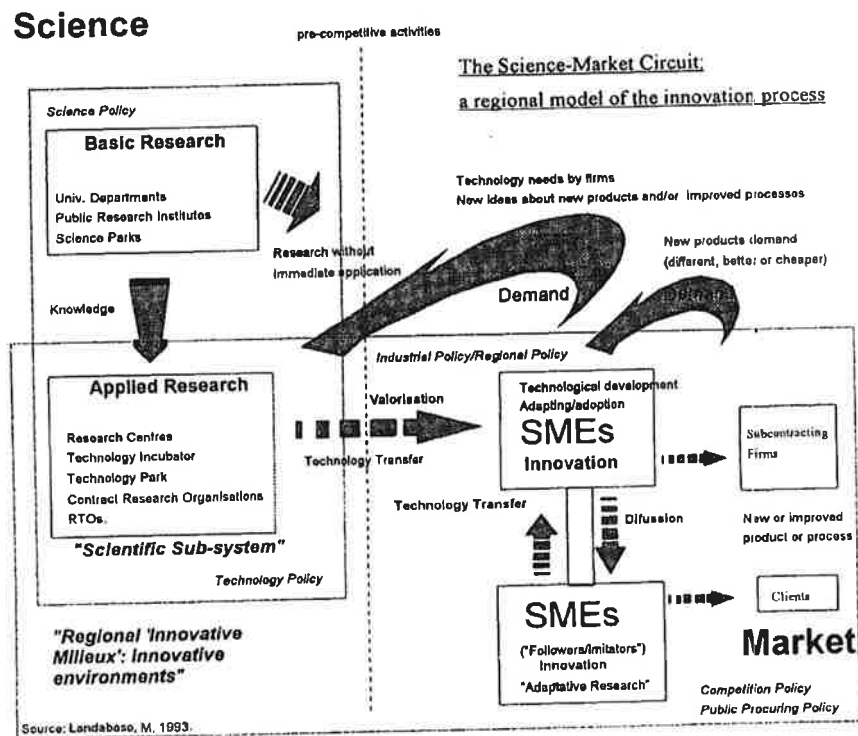 Science
pre-competitive activities
The Science-Market Circuit:
a regional model of the innovation process
Science Policy
Basic Research
Univ. Departments
Public Research Institutes
Science Parks
Research without
immediate application
Technology needs by firms
New ideas about new products and/or improved processes
New products demand
(different, better or cheaper)
Demand
Demand
Knowledge
Industrial Policy/Regional Policy
Applied Research
Research Centres
Technology Incubator
Technology Park
Contract Research Organisations
RTOs.
"Scientific Sub-system"
Technology Policy
Valorisation
Technology Transfer
Technological development
Adapting/adoption
SMEs
Innovation
Subcontracting
Firms
Technology Transfer
Difussion
New or improved
product or process
SMEs
("Followers/Imitators")
Innovation
"Adaptative Research"
Clients
Market
Competition Policy
Public Procuring Policy
"Regional 'Innovative
Milieux': Innovative
environments"
Source: Landaboso, M. 1993.